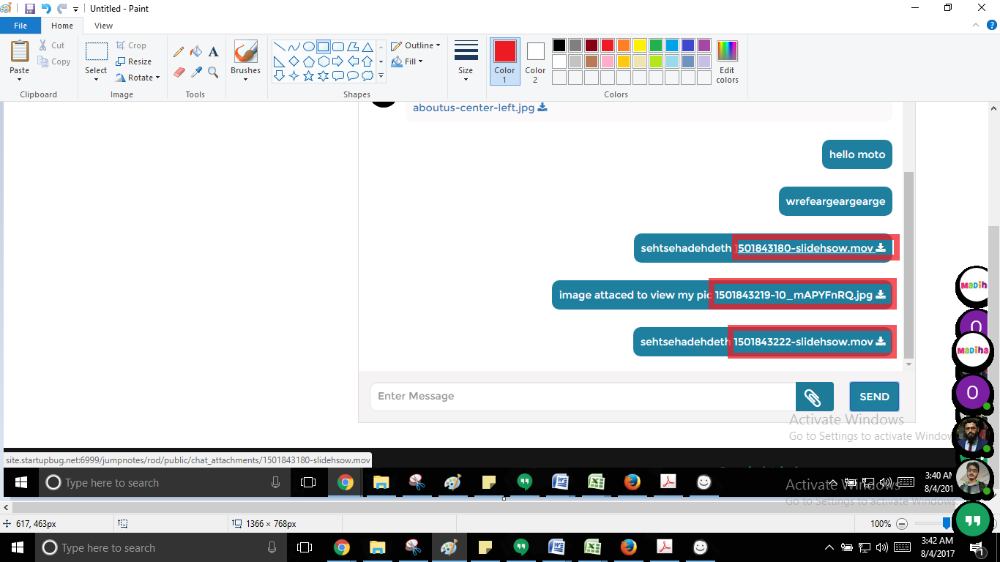 Untitled - Paint
File Home View
Paste Cut Copy
Clipboard
Select Crop Resize Rotate
Image
Tools
Brushes
Outline Fill
Shapes
Size
Color 1 Color 2
Edit colors
Colors
aboutus-center-left.jpg
hello moto
wrefeargeargearge
sehtsehadehdeth 1501843180-slidehsow.mov
image attaced to view my pic 1501843219-10_mAPYFnRQ.jpg
sehtsehadehdeth 1501843222-slidehsow.mov
Madiha
O
Madiha
O
Enter Message SEND
Activate Windows
Go to Settings to activate Window
site.startupbug.net:6999/jumpnotes/rod/public/chat_attachments/1501843180-slidehsow.mov
Type here to search
3:40 AM
8/4/201
Activate Windows
Go to Settings to activate Windows.
617, 463px 1366 × 768px 100%
Type here to search
3:42 AM
8/4/2017
1